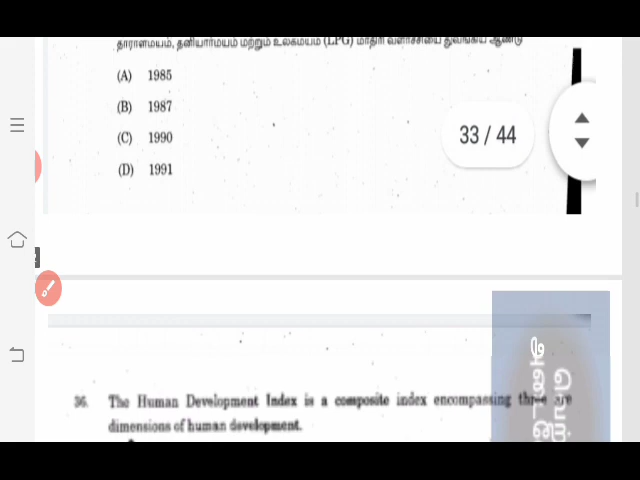 தாராளமயம், தனியார்மயம் மற்றும் உலகமயம் (LPG) மாதிரி வளர்ச்சியை துவங்கிய ஆண்டு
(A) 1985
(B) 1987
(C) 1990
(D) 1991
33 / 44
36. The Human Development Index is a composite index encompassing three are
dimensions of human development.